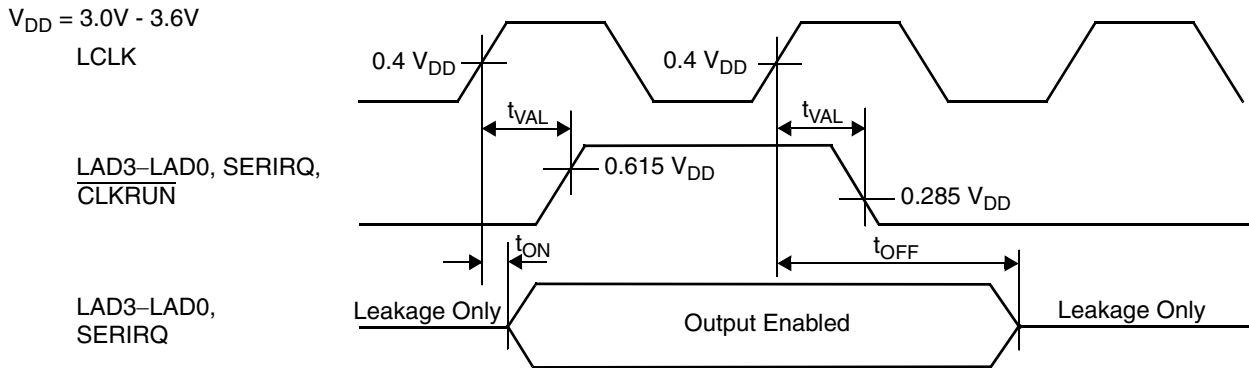 V_DD = 3.0V - 3.6V
LCLK
0.4 V_DD
0.4 V_DD
t_VAL
t_VAL
LAD3–LAD0, SERIRQ,
CLKRUN
0.615 V_DD
0.285 V_DD
t_ON
t_OFF
LAD3–LAD0,
SERIRQ
Leakage Only
Output Enabled
Leakage Only